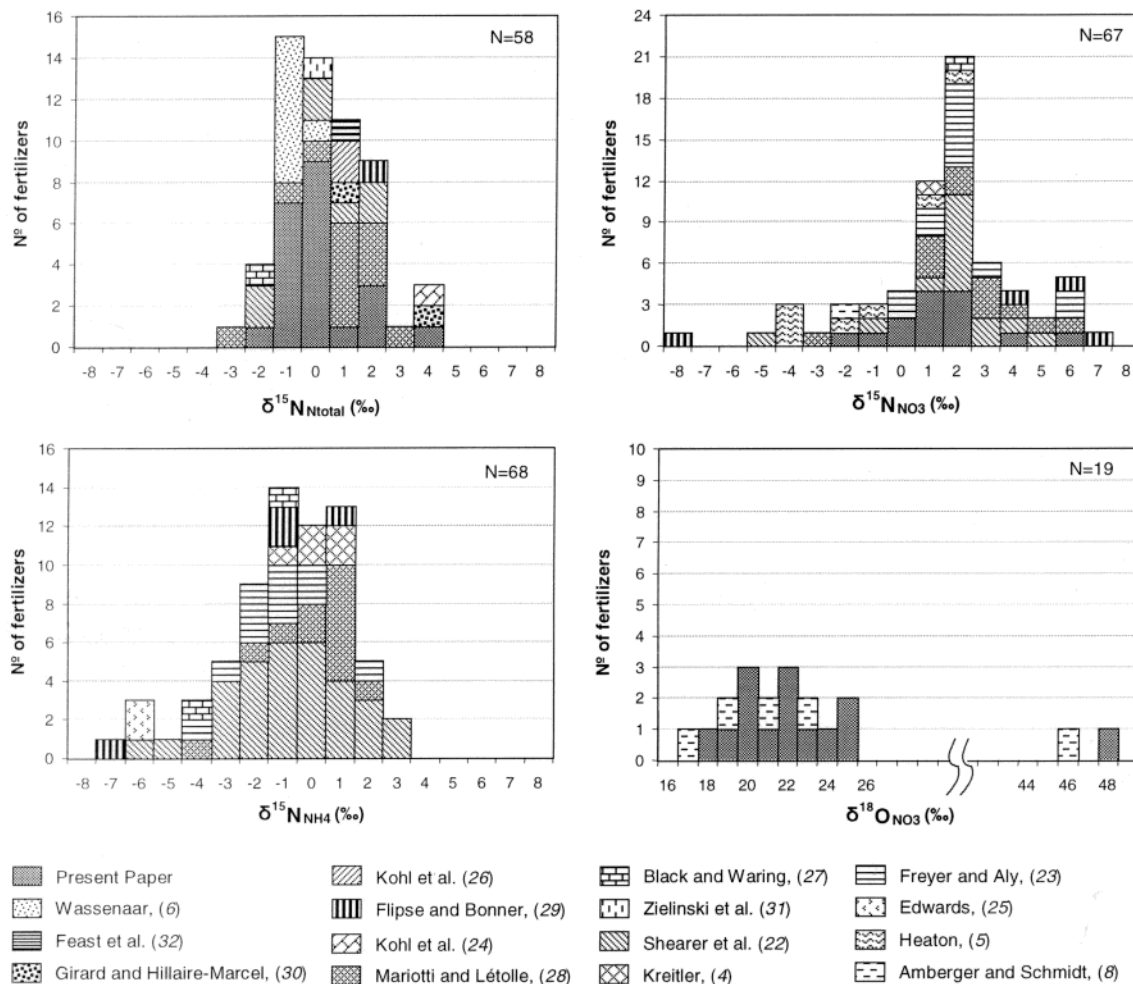 N=58
Nº of fertilizers
16
14
12
10
8
6
4
2
0
-8 -7 -6 -5 -4 -3 -2 -1 0 1 2 3 4 5 6 7 8
δ¹⁵N Ntotal (‰)
N=67
Nº of fertilizers
24
21
18
15
12
9
6
3
0
-8 -7 -6 -5 -4 -3 -2 -1 0 1 2 3 4 5 6 7 8
δ¹⁵N NO3 (‰)
N=68
Nº of fertilizers
16
14
12
10
8
6
4
2
0
-8 -7 -6 -5 -4 -3 -2 -1 0 1 2 3 4 5 6 7 8
δ¹⁵N NH4 (‰)
N=19
Nº of fertilizers
10
9
8
7
6
5
4
3
2
1
0
16 18 20 22 24 26 44 46 48
δ¹⁸O NO3 (‰)
Present Paper
Wassenaar, (6)
Feast et al. (32)
Girard and Hillaire-Marcel, (30)
Kohl et al. (26)
Flipse and Bonner, (29)
Kohl et al. (24)
Mariotti and Létolle, (28)
Black and Waring, (27)
Zielinski et al. (31)
Shearer et al. (22)
Kreitler, (4)
Freyer and Aly, (23)
Edwards, (25)
Heaton, (5)
Amberger and Schmidt, (8)